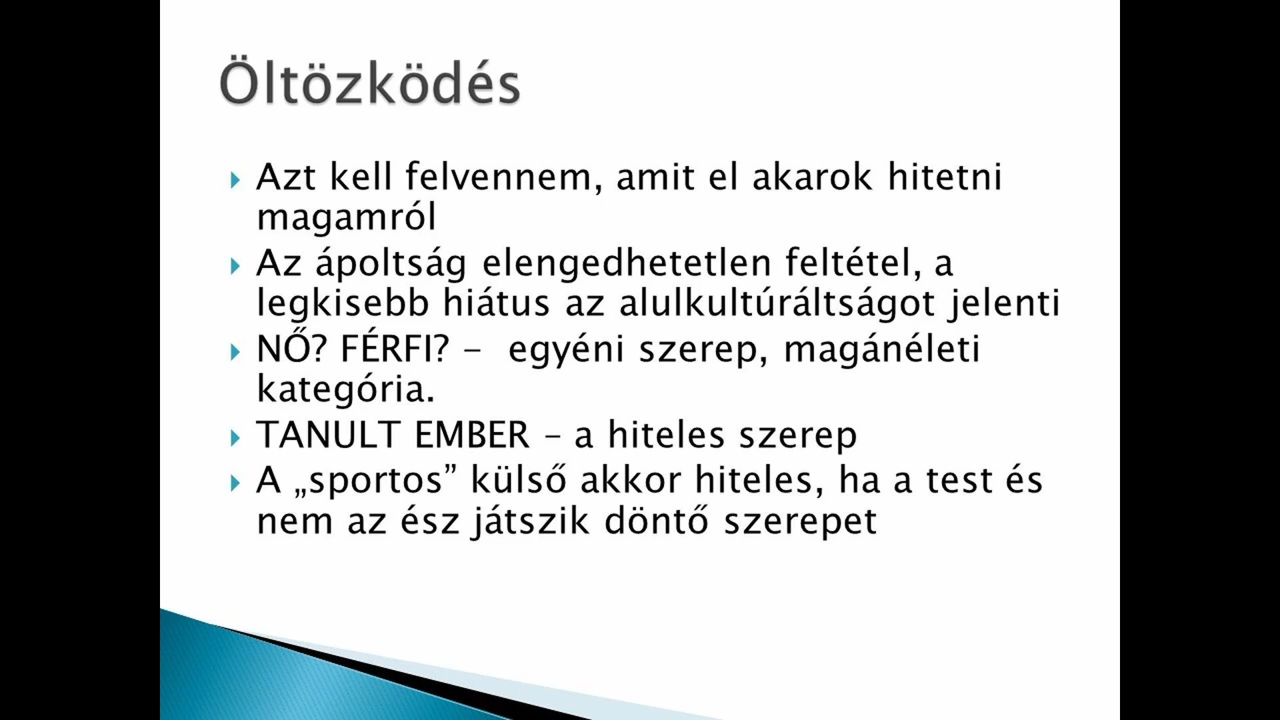 Öltözködés
Azt kell felvennem, amit el akarok hitetni
magamról
Az ápoltság elengedhetetlen feltétel, a
legkisebb hiátus az alulkultúráltságot jelenti
NŐ? FÉRFI? – egyéni szerep, magánéleti
kategória.
TANULT EMBER – a hiteles szerep
A „sportos” külső akkor hiteles, ha a test és
nem az ész játszik döntő szerepet